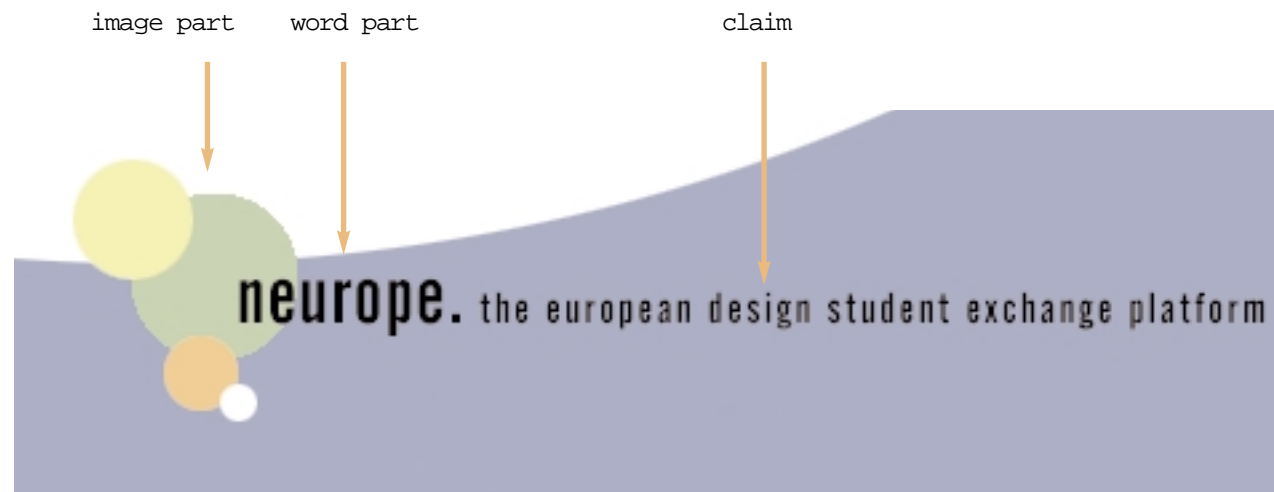 image part word part claim
neurope. the european design student exchange platform